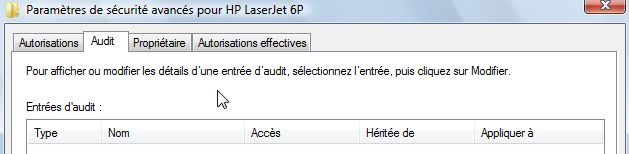 Paramètres de sécurité avancés pour HP LaserJet 6P
Autorisations Audit Propriétaire Autorisations effectives
Pour afficher ou modifier les détails d'une entrée d'audit, sélectionnez l'entrée, puis cliquez sur Modifier.
Entrées d'audit :
Type Nom Accès Héritée de Appliquer à